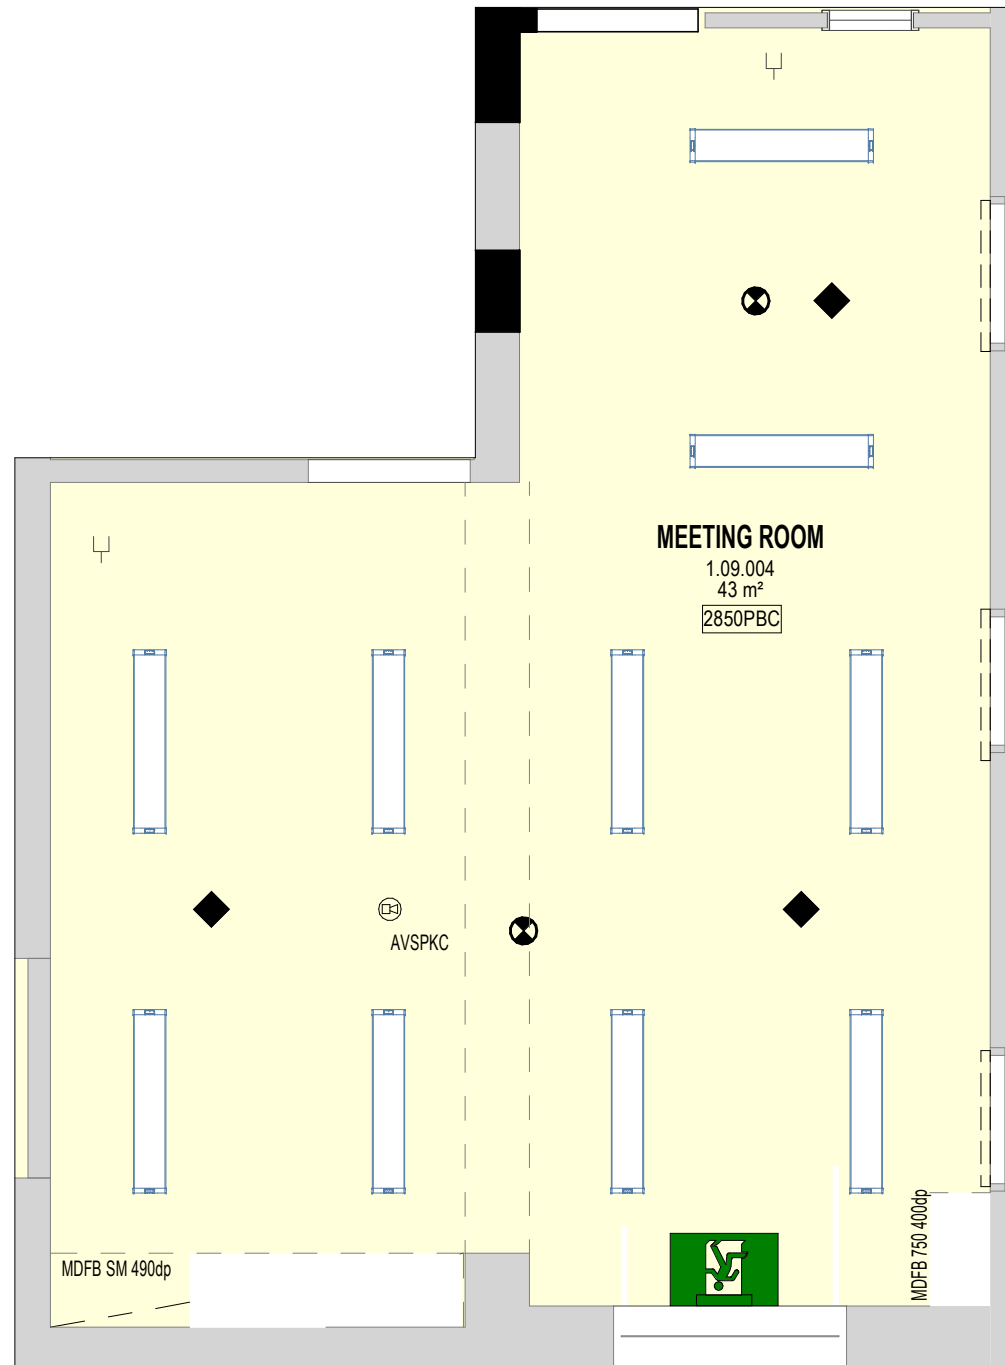 MEETING ROOM
1.09.004
43 m²
2850PBC
AVSPKC
MDFB SM 490dp
MDFB 750 400dp